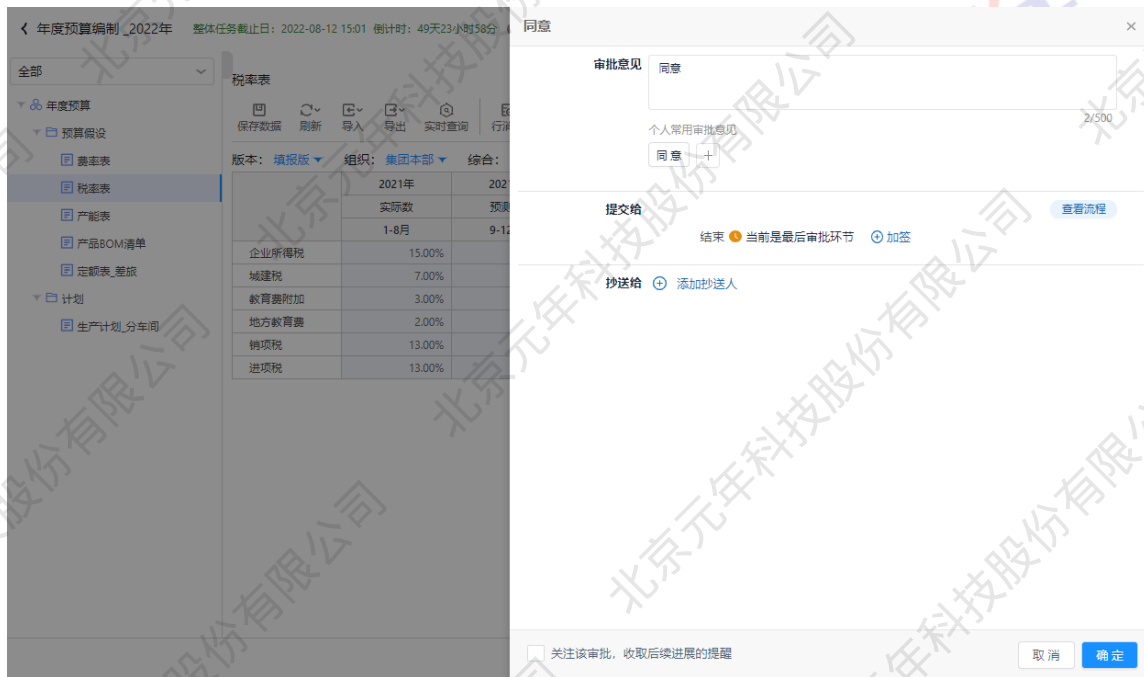 年度预算编制_2022年 整体任务截止日：2022-08-12 15:01 倒计时：49天23小时58分
全部
年度预算
预算假设
费率表
税率表
产能表
产品BOM清单
定额表_差旅
计划
生产计划_分车间
税率表
保存数据 刷新 导入 导出 实时查询
版本： 填报版 组织： 集团本部 综合：
2021年 202
实际数 预测
1-8月 9-12
企业所得税 15.00%
城建税 7.00%
教育费附加 3.00%
地方教育费 2.00%
销项税 13.00%
进项税 13.00%
同意
审批意见 同意
2/500
个人常用审批意见
同意
提交给 查看流程
结束 当前是最后审批环节 加签
抄送给 添加抄送人
关注该审批，收取后续进展的提醒
取消 确定
北京元年科技股份有限公司